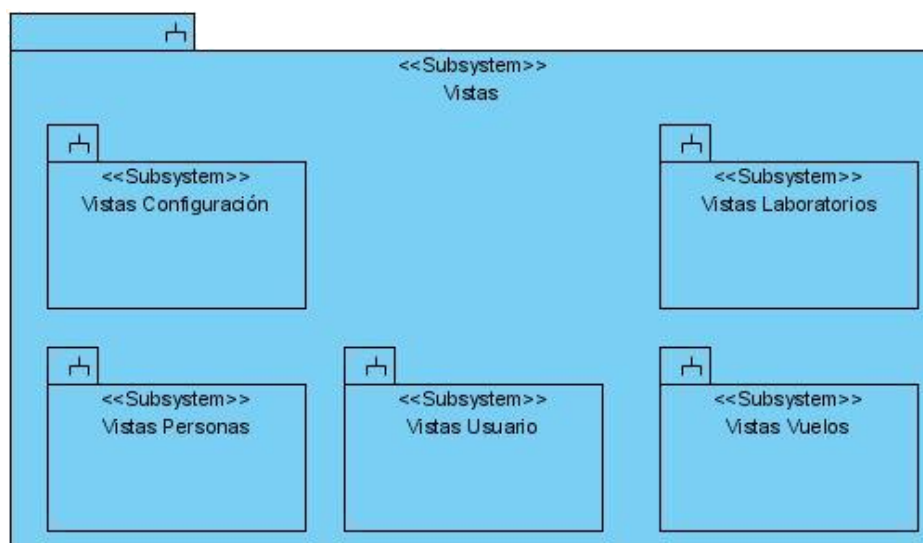 <<Subsystem>>
Vistas
<<Subsystem>>
Vistas Configuración
<<Subsystem>>
Vistas Laboratorios
<<Subsystem>>
Vistas Personas
<<Subsystem>>
Vistas Usuario
<<Subsystem>>
Vistas Vuelos